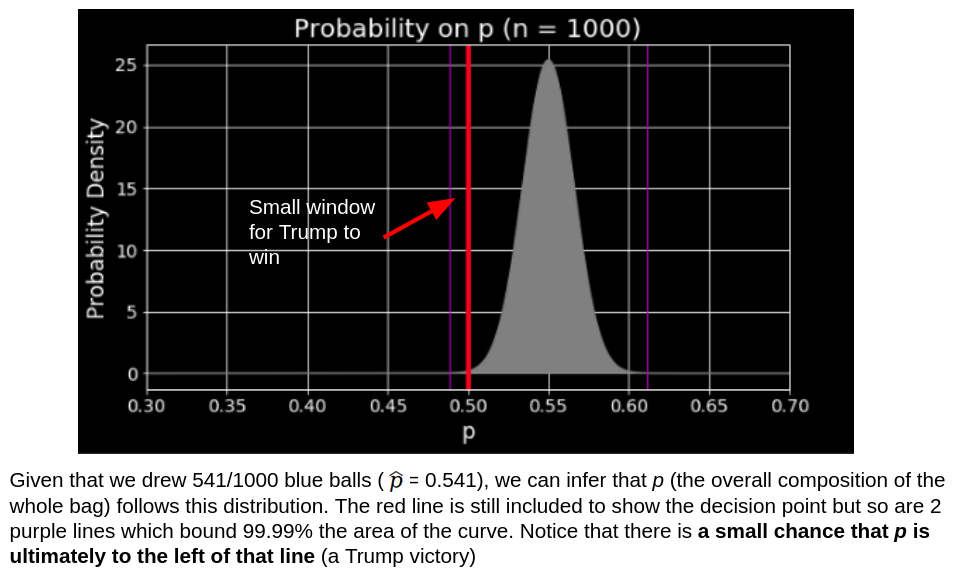 Probability on p (n = 1000)
25
20
15
10
5
0
Probability Density
Small window
for Trump to
win
0.30 0.35 0.40 0.45 0.50 0.55 0.60 0.65 0.70
p
Given that we drew 541/1000 blue balls ( p̂ = 0.541), we can infer that p (the overall composition of the
whole bag) follows this distribution. The red line is still included to show the decision point but so are 2
purple lines which bound 99.99% the area of the curve. Notice that there is a small chance that p is
ultimately to the left of that line (a Trump victory)